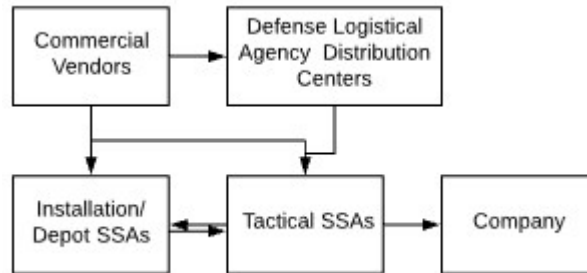 Commercial
Vendors
Defense Logistical
Agency Distribution
Centers
Installation/
Depot SSAs
Tactical SSAs
Company